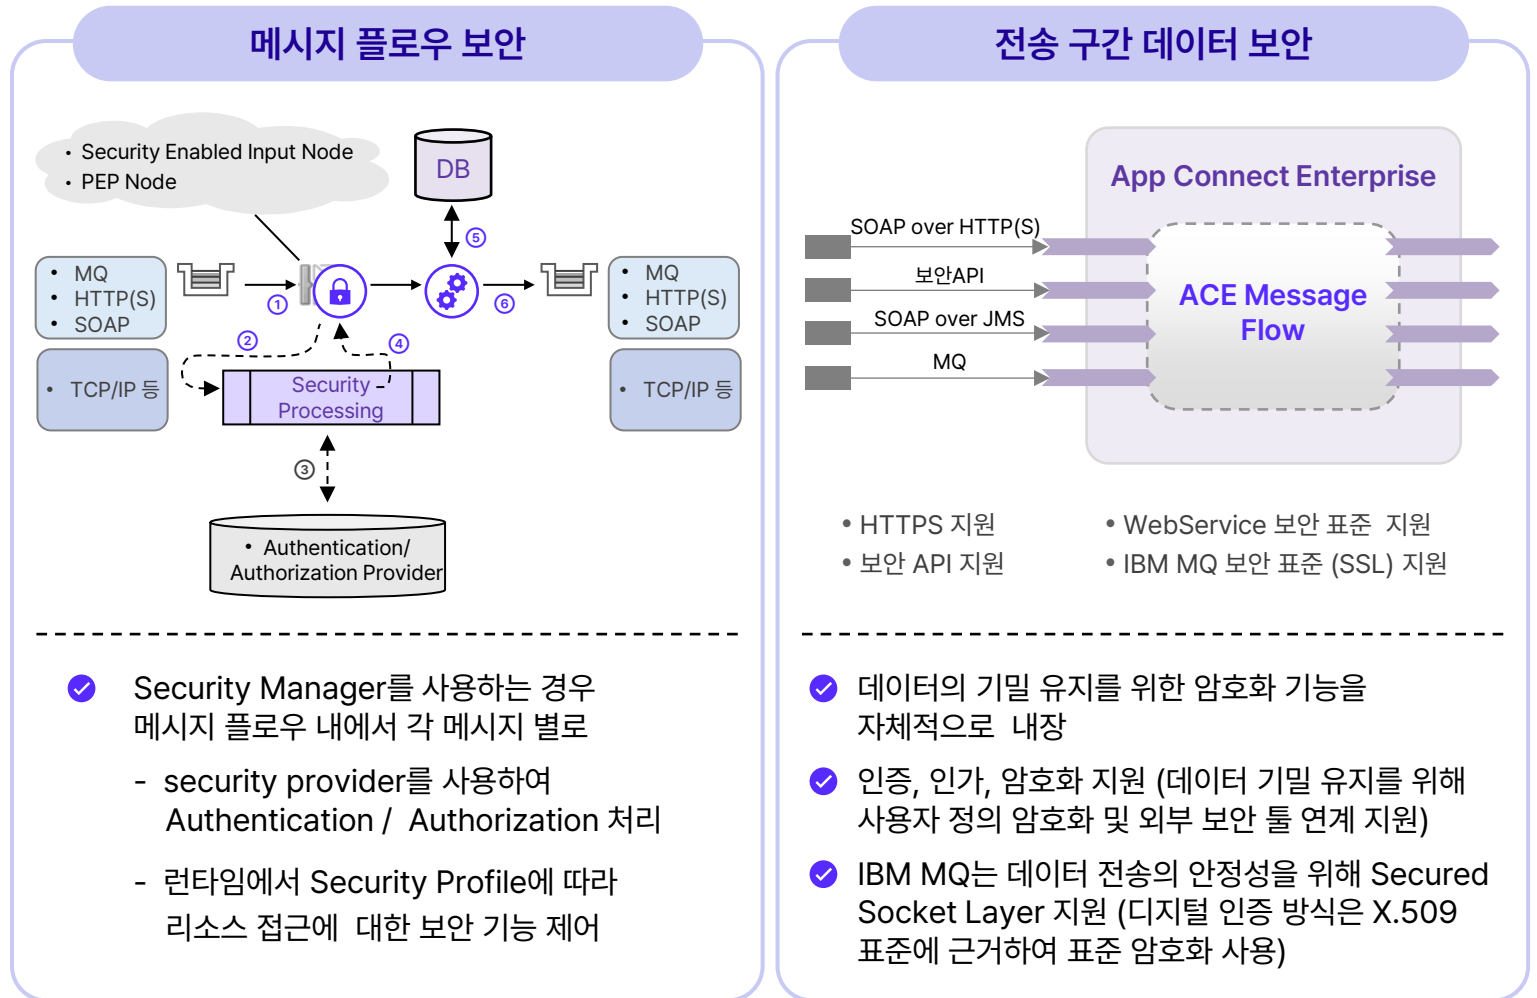 메시지 플로우 보안
• Security Enabled Input Node
• PEP Node
DB
⑤
• MQ
• HTTP(S)
• SOAP
①
⑥
• MQ
• HTTP(S)
• SOAP
②
④
• TCP/IP 등
Security
Processing
• TCP/IP 등
③
• Authentication/
Authorization Provider
Security Manager를 사용하는 경우
메시지 플로우 내에서 각 메시지 별로
- security provider를 사용하여
Authentication / Authorization 처리
- 런타임에서 Security Profile에 따라
리소스 접근에 대한 보안 기능 제어
전송 구간 데이터 보안
App Connect Enterprise
SOAP over HTTP(S)
보안API
SOAP over JMS
MQ
ACE Message
Flow
• HTTPS 지원
• 보안 API 지원
• WebService 보안 표준 지원
• IBM MQ 보안 표준 (SSL) 지원
데이터의 기밀 유지를 위한 암호화 기능을
자체적으로 내장
인증, 인가, 암호화 지원 (데이터 기밀 유지를 위해
사용자 정의 암호화 및 외부 보안 툴 연계 지원)
IBM MQ는 데이터 전송의 안정성을 위해 Secured
Socket Layer 지원 (디지털 인증 방식은 X.509
표준에 근거하여 표준 암호화 사용)